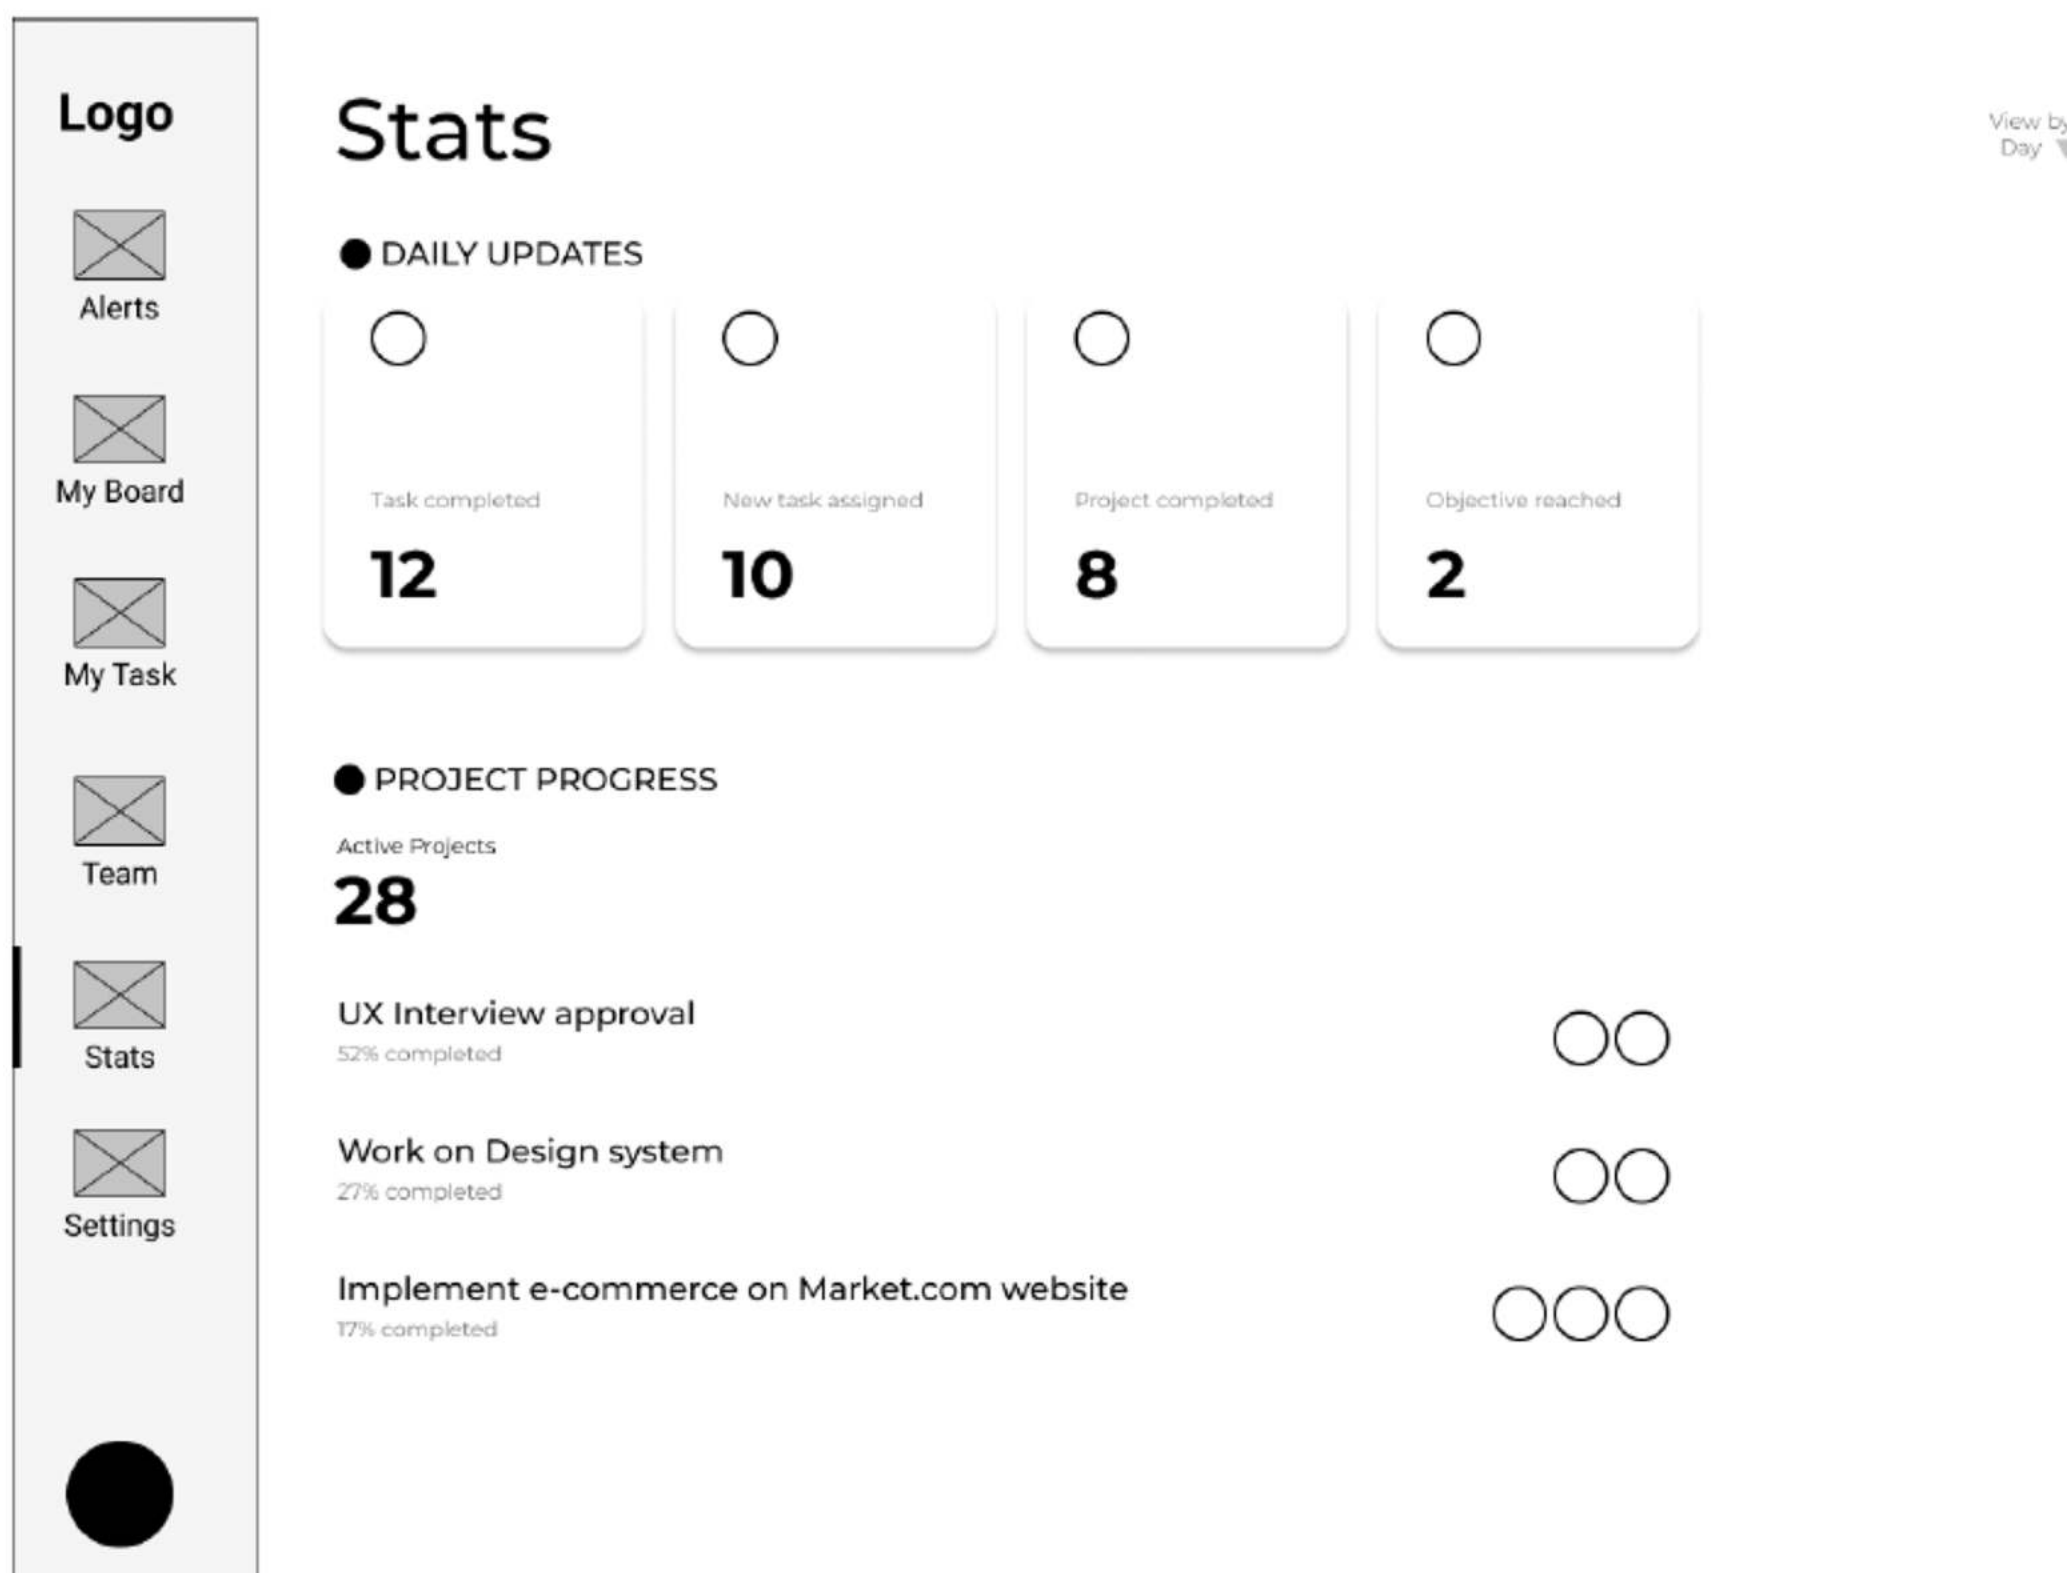 Logo
Alerts
My Board
My Task
Team
Stats
Settings
Stats
View by
Day
DAILY UPDATES
Task completed
12
New task assigned
10
Project completed
8
Objective reached
2
PROJECT PROGRESS
Active Projects
28
UX Interview approval
52% completed
Work on Design system
27% completed
Implement e-commerce on Market.com website
17% completed